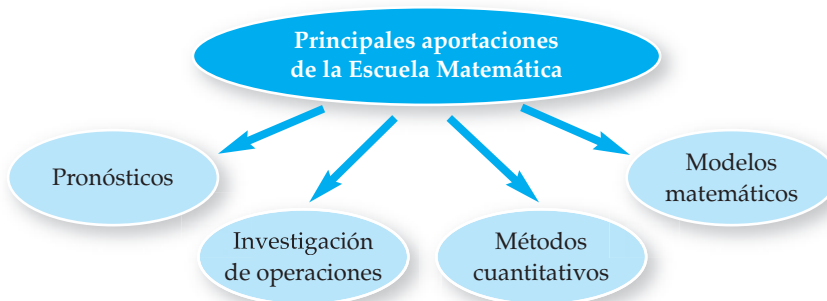 Principales aportaciones
de la Escuela Matemática
Pronósticos
Investigación
de operaciones
Métodos
cuantitativos
Modelos
matemáticos